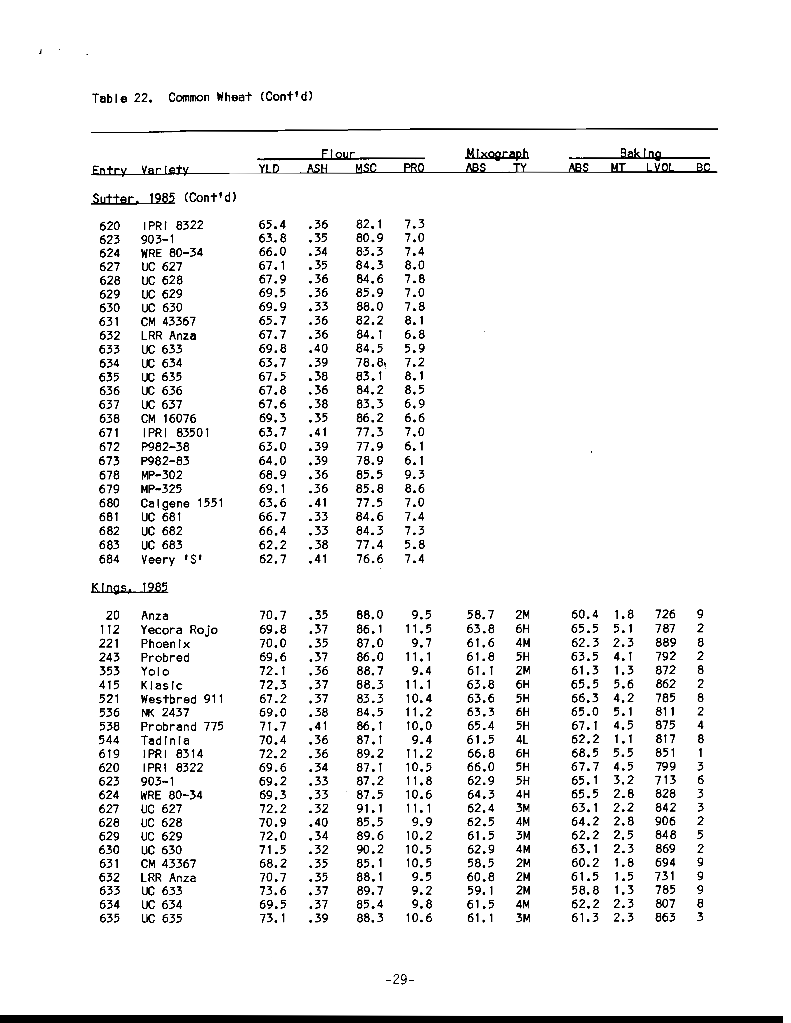 Table 22. Common Wheat (Cont'd)
Flour Mixograph Baking
Entry Variety YLD ASH MSC PRO ABS TY ABS MT LVOL BC
Sutter, 1985 (Cont'd)
620 IPRI 8322 65.4 .36 82.1 7.3
623 903-1 63.8 .35 80.9 7.0
624 WRE 80-34 66.0 .34 83.3 7.4
627 UC 627 67.1 .35 84.3 8.0
628 UC 628 67.9 .36 84.6 7.8
629 UC 629 69.5 .36 85.9 7.0
630 UC 630 69.9 .33 88.0 7.8
631 CM 43367 65.7 .36 82.2 8.1
632 LRR Anza 67.7 .36 84.1 6.8
633 UC 633 69.8 .40 84.5 5.9
634 UC 634 63.7 .39 78.8 7.2
635 UC 635 67.5 .38 83.1 8.1
636 UC 636 67.8 .36 84.2 8.5
637 UC 637 67.6 .38 83.3 6.9
638 CM 16076 69.3 .35 86.2 6.6
671 IPRI 83501 63.7 .41 77.3 7.0
672 P982-38 63.0 .39 77.9 6.1
673 P982-83 64.0 .39 78.9 6.1
678 MP-302 68.9 .36 85.5 9.3
679 MP-325 69.1 .36 85.8 8.6
680 Calgene 1551 63.6 .41 77.5 7.0
681 UC 681 66.7 .33 84.6 7.4
682 UC 682 66.4 .33 84.3 7.3
683 UC 683 62.2 .38 77.4 5.8
684 Veery 'S' 62.7 .41 76.6 7.4
Kings, 1985
20 Anza 70.7 .35 88.0 9.5 58.7 2M 60.4 1.8 726 9
112 Yecora Rojo 69.8 .37 86.1 11.5 63.8 6H 65.5 5.1 787 2
221 Phoenix 70.0 .35 87.0 9.7 61.6 4M 62.3 2.3 889 8
243 Probred 69.6 .37 86.0 11.1 61.8 5H 63.5 4.1 792 2
353 Yolo 72.1 .36 88.7 9.4 61.1 2M 61.3 1.3 872 8
415 Klasic 72.3 .37 88.3 11.1 63.8 6H 65.5 5.6 862 2
521 Westbred 911 67.2 .37 83.3 10.4 63.6 5H 66.3 4.2 785 8
536 NK 2437 69.0 .38 84.5 11.2 63.3 6H 65.0 5.1 811 2
538 Probrand 775 71.7 .41 86.1 10.0 65.4 5H 67.1 4.5 875 4
544 Tadinia 70.4 .36 87.1 9.4 61.5 4L 62.2 1.1 817 8
619 IPRI 8314 72.2 .36 89.2 11.2 66.8 6H 68.5 5.5 851 1
620 IPRI 8322 69.6 .34 87.1 10.5 66.0 5H 67.7 4.5 799 3
623 903-1 69.2 .33 87.2 11.8 62.9 5H 65.1 3.2 713 6
624 WRE 80-34 69.3 .33 87.5 10.6 64.3 4H 65.5 2.8 828 3
627 UC 627 72.2 .32 91.1 11.1 62.4 3M 63.1 2.2 842 3
628 UC 628 70.9 .40 85.5 9.9 62.5 4M 64.2 2.8 906 2
629 UC 629 72.0 .34 89.6 10.2 61.5 3M 62.2 2.5 848 5
630 UC 630 71.5 .32 90.2 10.5 62.9 4M 63.1 2.3 869 2
631 CM 43367 68.2 .35 85.1 10.5 58.5 2M 60.2 1.8 694 9
632 LRR Anza 70.7 .35 88.1 9.5 60.8 2M 61.5 1.5 731 9
633 UC 633 73.6 .37 89.7 9.2 59.1 2M 58.8 1.3 785 9
634 UC 634 69.5 .37 85.4 9.8 61.5 4M 62.2 2.3 807 8
635 UC 635 73.1 .39 88.3 10.6 61.1 3M 61.3 2.3 863 3
-29-